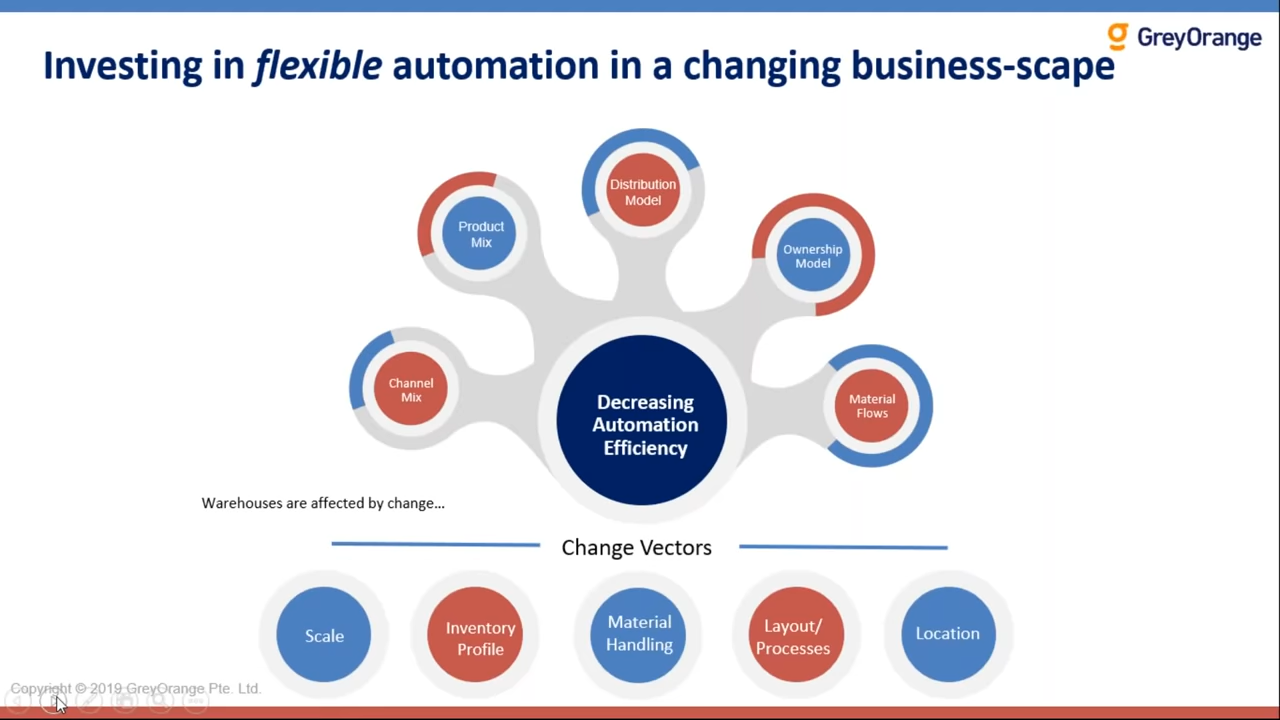 GreyOrange
Investing in flexible automation in a changing business-scape
Distribution
Model
Product
Mix
Ownership
Model
Channel
Mix
Material
Flows
Decreasing
Automation
Efficiency
Warehouses are affected by change...
Change Vectors
Scale
Inventory
Profile
Material
Handling
Layout/
Processes
Location
Copyright © 2019 GreyOrange Pte. Ltd.